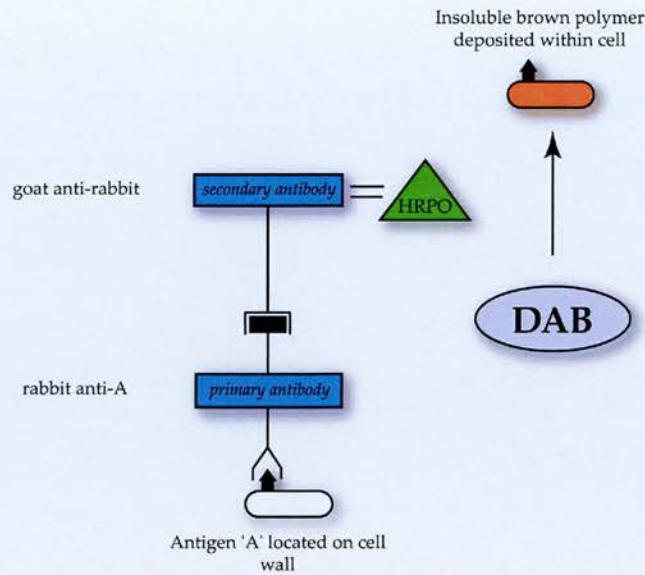 Insoluble brown polymer
deposited within cell
goat anti-rabbit
secondary antibody
HRPO
DAB
rabbit anti-A
primary antibody
Antigen 'A' located on cell
wall